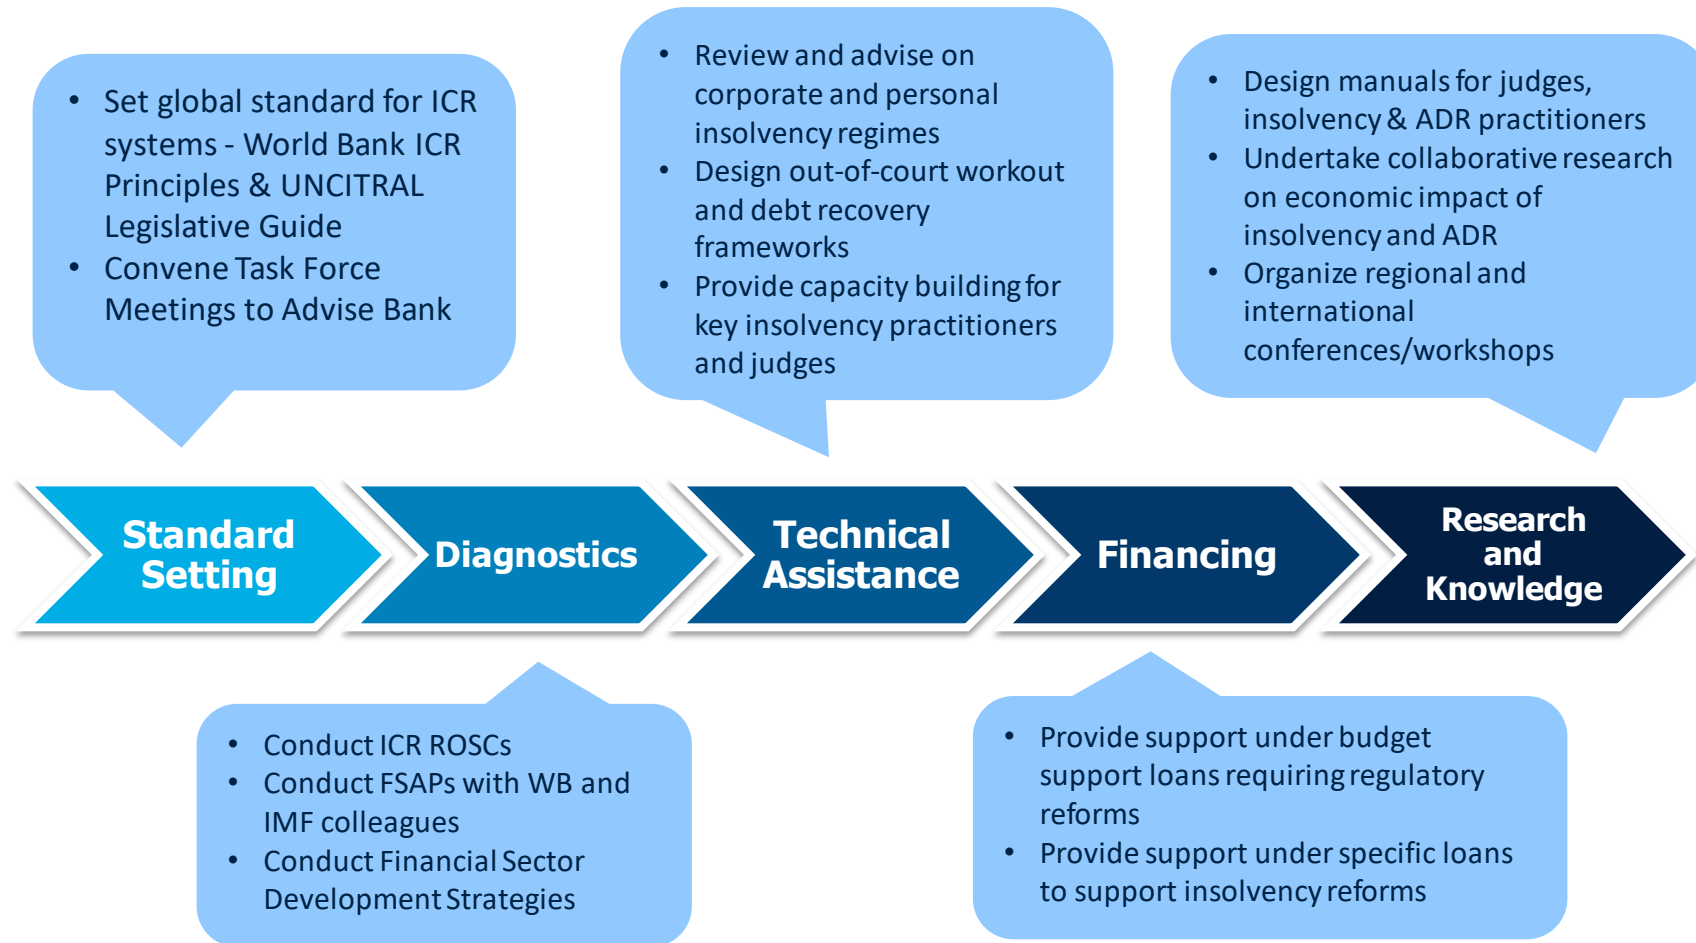 • Set global standard for ICR
systems - World Bank ICR
Principles & UNCITRAL
Legislative Guide
• Convene Task Force
Meetings to Advise Bank
• Review and advise on
corporate and personal
insolvency regimes
• Design out-of-court workout
and debt recovery
frameworks
• Provide capacity building for
key insolvency practitioners
and judges
• Design manuals for judges,
insolvency & ADR practitioners
• Undertake collaborative research
on economic impact of
insolvency and ADR
• Organize regional and
international
conferences/workshops
Standard
Setting
Diagnostics
Technical
Assistance
Financing
Research
and
Knowledge
• Conduct ICR ROSCs
• Conduct FSAPs with WB and
IMF colleagues
• Conduct Financial Sector
Development Strategies
• Provide support under budget
support loans requiring regulatory
reforms
• Provide support under specific loans
to support insolvency reforms